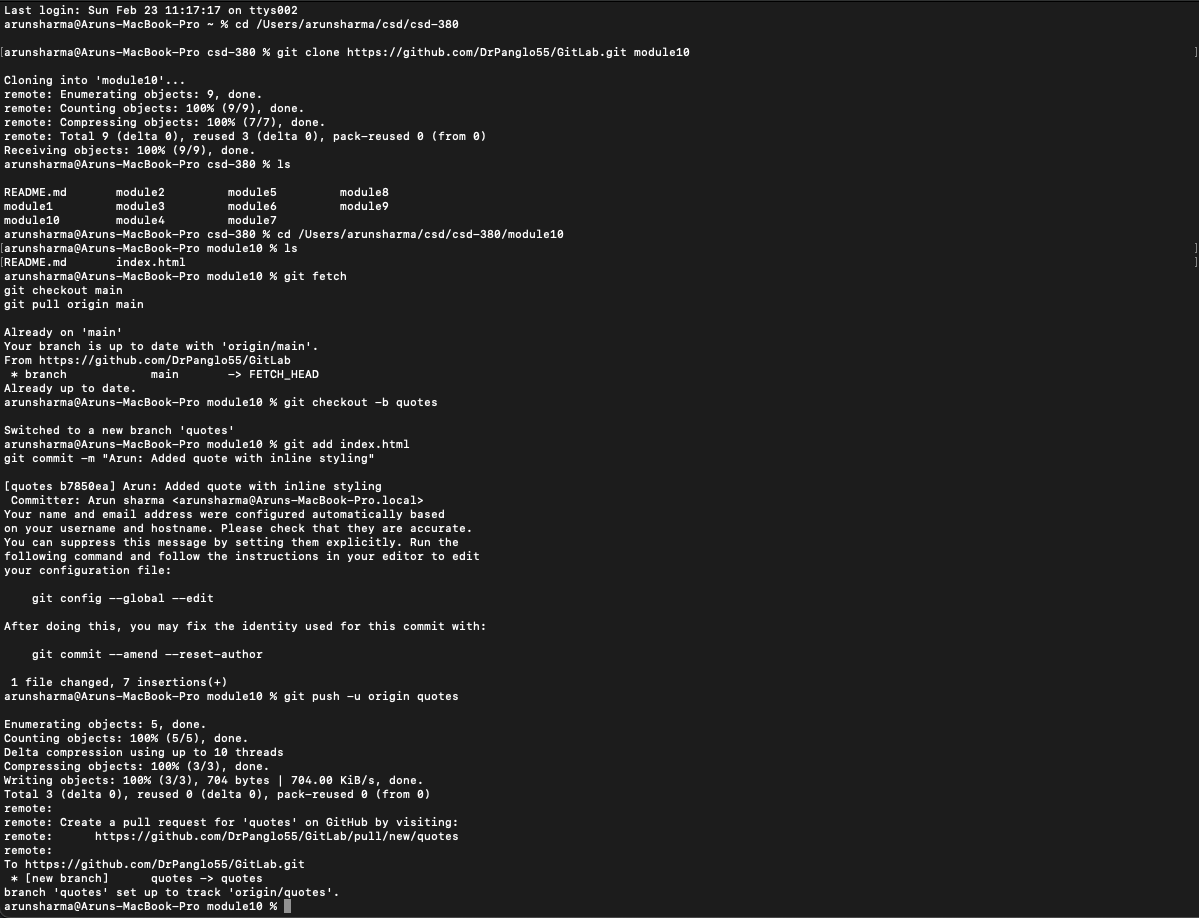 Last login: Sun Feb 23 11:17:17 on ttys002
arunsharma@Aruns-MacBook-Pro ~ % cd /Users/arunsharma/csd/csd-380
[arunsharma@Aruns-MacBook-Pro csd-380 % git clone https://github.com/DrPanglo55/GitLab.git module10 ]
Cloning into 'module10'...
remote: Enumerating objects: 9, done.
remote: Counting objects: 100% (9/9), done.
remote: Compressing objects: 100% (7/7), done.
remote: Total 9 (delta 0), reused 3 (delta 0), pack-reused 0 (from 0)
Receiving objects: 100% (9/9), done.
arunsharma@Aruns-MacBook-Pro csd-380 % ls
README.md module2 module5 module8
module1 module3 module6 module9
module10 module4 module7
arunsharma@Aruns-MacBook-Pro csd-380 % cd /Users/arunsharma/csd/csd-380/module10
[arunsharma@Aruns-MacBook-Pro module10 % ls ]
[README.md index.html ]
arunsharma@Aruns-MacBook-Pro module10 % git fetch
git checkout main
git pull origin main
Already on 'main'
Your branch is up to date with 'origin/main'.
From https://github.com/DrPanglo55/GitLab
* branch main -> FETCH_HEAD
Already up to date.
arunsharma@Aruns-MacBook-Pro module10 % git checkout -b quotes
Switched to a new branch 'quotes'
arunsharma@Aruns-MacBook-Pro module10 % git add index.html
git commit -m "Arun: Added quote with inline styling"
[quotes b7850ea] Arun: Added quote with inline styling
Committer: Arun sharma <arunsharma@Aruns-MacBook-Pro.local>
Your name and email address were configured automatically based
on your username and hostname. Please check that they are accurate.
You can suppress this message by setting them explicitly. Run the
following command and follow the instructions in your editor to edit
your configuration file:
git config --global --edit
After doing this, you may fix the identity used for this commit with:
git commit --amend --reset-author
1 file changed, 7 insertions(+)
arunsharma@Aruns-MacBook-Pro module10 % git push -u origin quotes
Enumerating objects: 5, done.
Counting objects: 100% (5/5), done.
Delta compression using up to 10 threads
Compressing objects: 100% (3/3), done.
Writing objects: 100% (3/3), 704 bytes | 704.00 KiB/s, done.
Total 3 (delta 0), reused 0 (delta 0), pack-reused 0 (from 0)
remote:
remote: Create a pull request for 'quotes' on GitHub by visiting:
remote: https://github.com/DrPanglo55/GitLab/pull/new/quotes
remote:
To https://github.com/DrPanglo55/GitLab.git
* [new branch] quotes -> quotes
branch 'quotes' set up to track 'origin/quotes'.
arunsharma@Aruns-MacBook-Pro module10 %